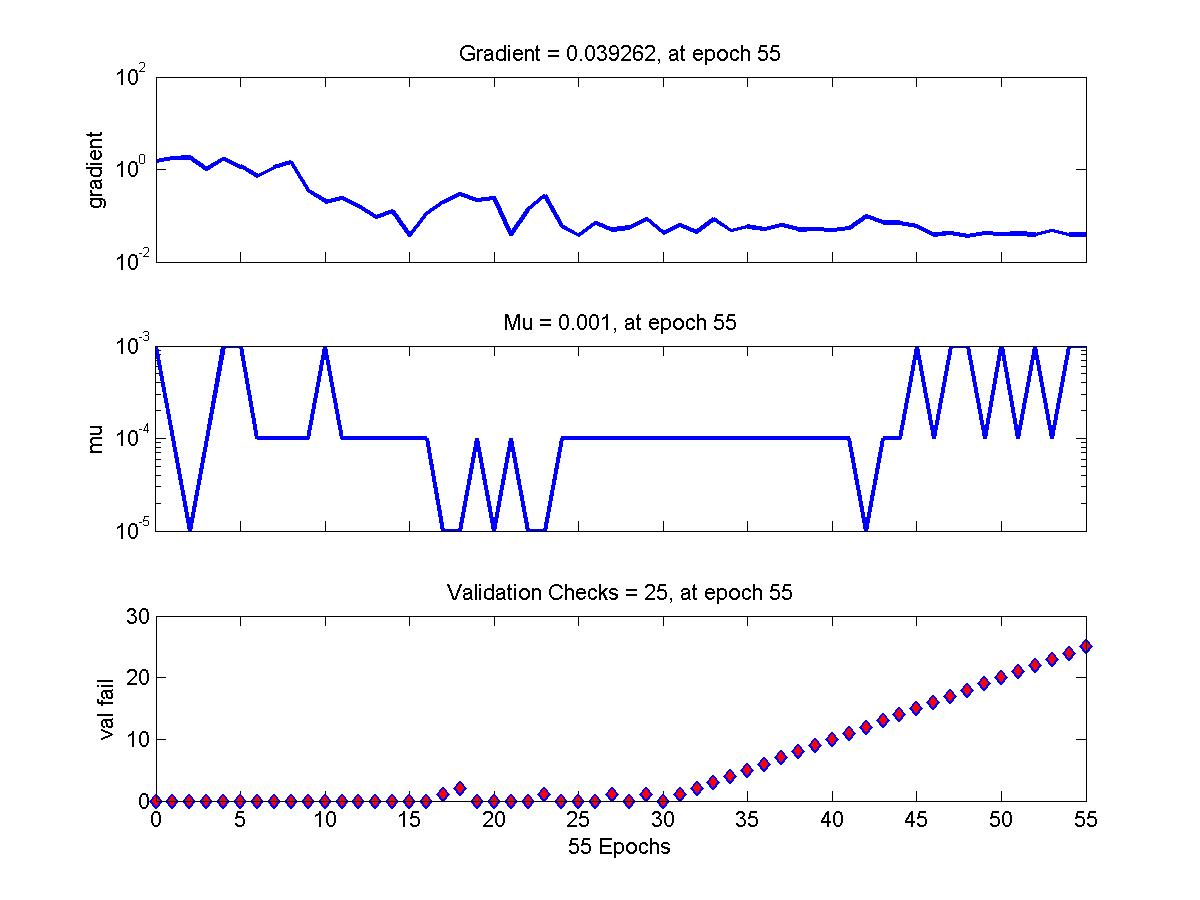 Gradient = 0.039262, at epoch 55
10^2
10^0
10^-2
gradient
Mu = 0.001, at epoch 55
10^-3
10^-4
10^-5
mu
Validation Checks = 25, at epoch 55
30
20
10
0
val fail
0 5 10 15 20 25 30 35 40 45 50 55
55 Epochs